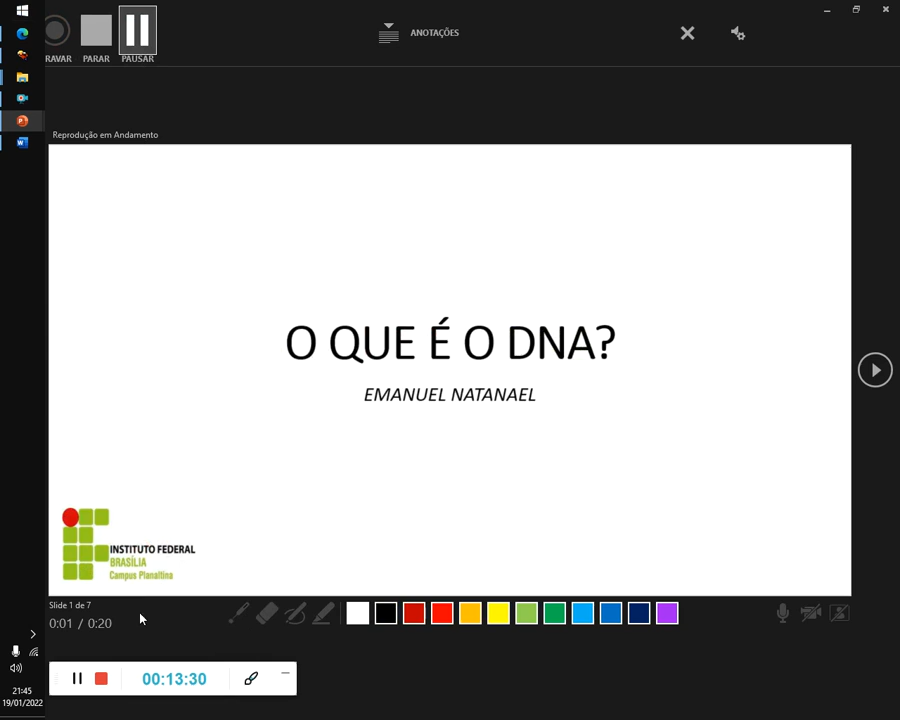 RAVAR
PARAR
PAUSAR
ANOTAÇÕES
Reprodução em Andamento
O QUE É O DNA?
EMANUEL NATANAEL
INSTITUTO FEDERAL
BRASÍLIA
Campus Planaltina
Slide 1 de 7
0:01 / 0:20
00:13:30
21:45
19/01/2022